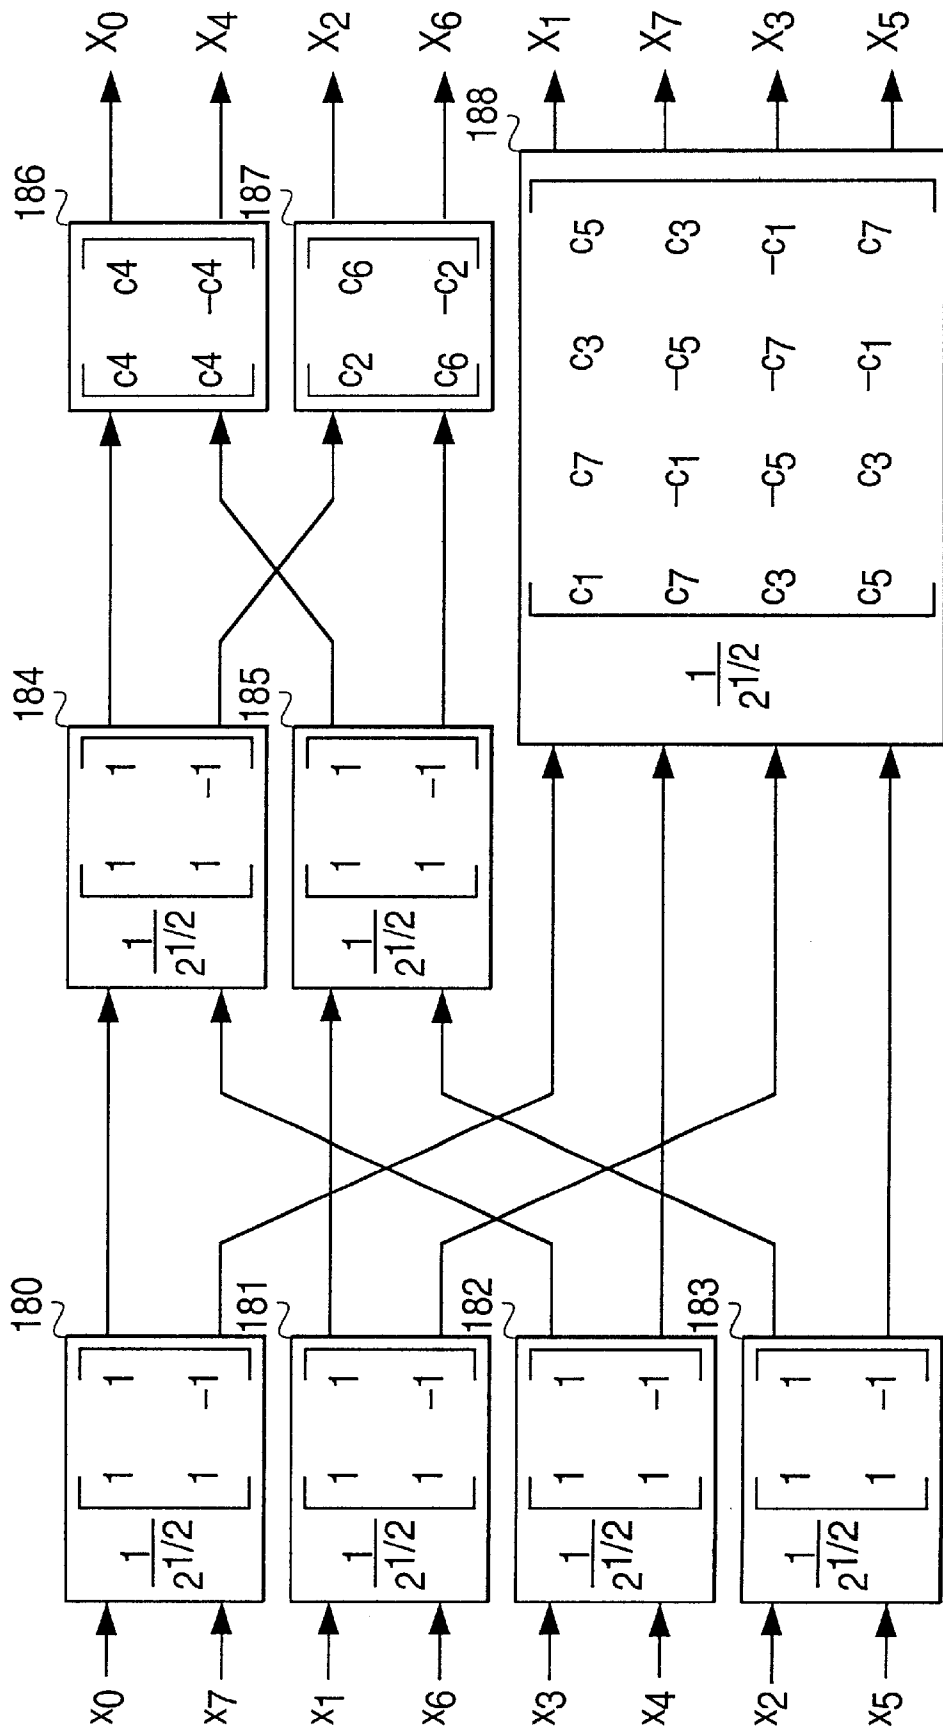 x0
x7
x1
x6
x3
x4
x2
x5
180
1/2^1/2 [1 1
1 -1]
181
1/2^1/2 [1 1
1 -1]
182
1/2^1/2 [1 1
1 -1]
183
1/2^1/2 [1 1
1 -1]
184
1/2^1/2 [1 1
1 -1]
185
1/2^1/2 [1 1
1 -1]
186
[c4 c4
c4 -c4]
187
[c2 c6
c6 -c2]
188
1/2^1/2 [c1 c7 c3 c5
c7 -c1 -c5 c3
c3 -c5 -c7 -c1
c5 c3 -c1 c7]
X0
X4
X2
X6
X1
X7
X3
X5